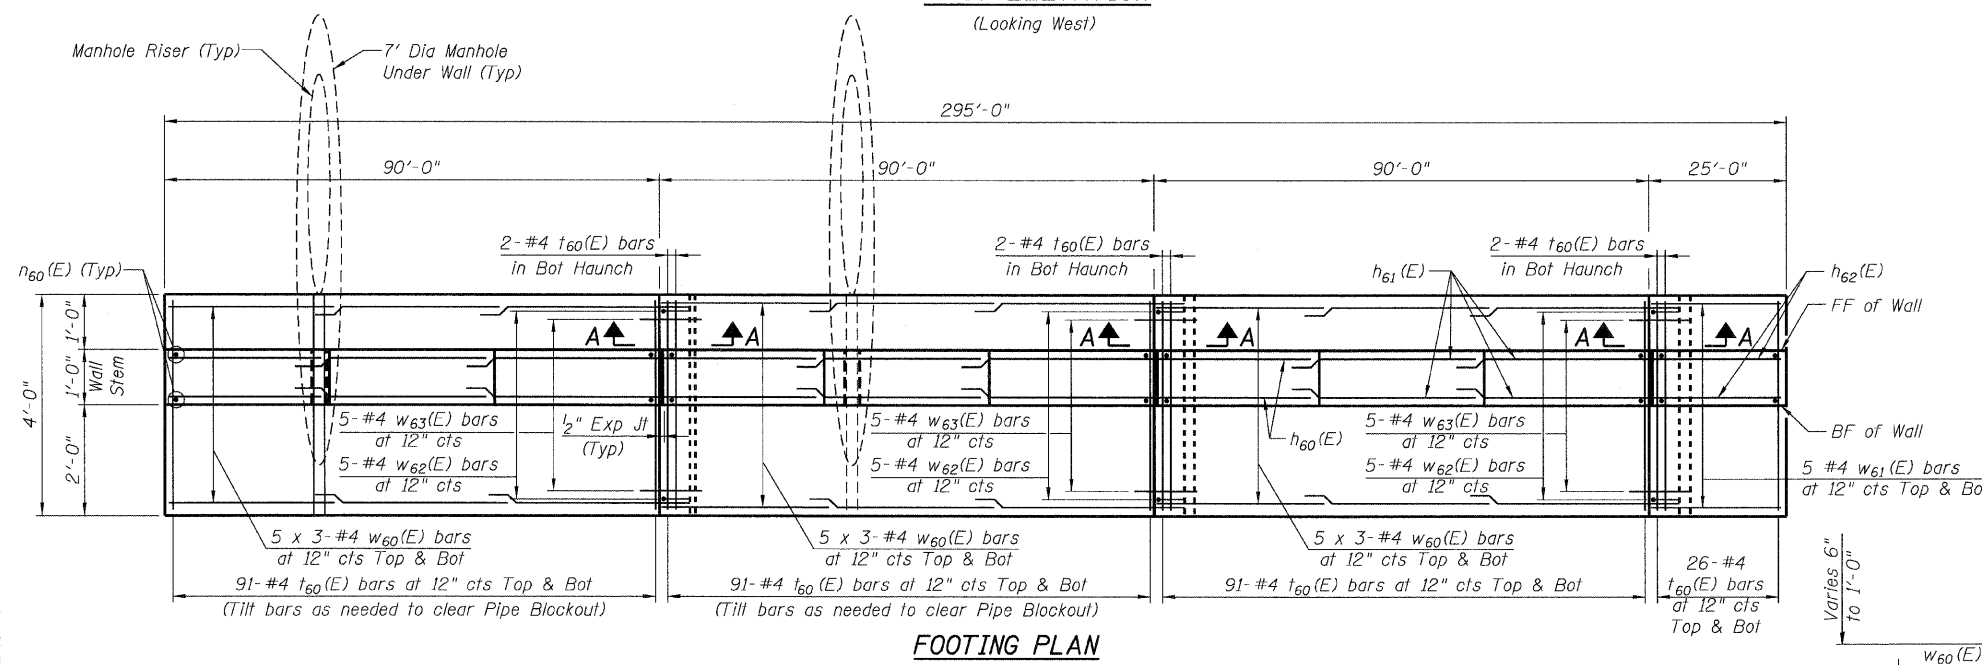 (Looking West)
Manhole Riser (Typ)
7' Dia Manhole
Under Wall (Typ)
295'-0"
90'-0"
90'-0"
90'-0"
25'-0"
2-#4 t60(E) bars
in Bot Haunch
2-#4 t60(E) bars
in Bot Haunch
2-#4 t60(E) bars
in Bot Haunch
n60(E) (Typ)
h61(E)
h62(E)
FF of Wall
1'-0"
1'-0"
Wall
Stem
4'-0"
2'-0"
A
A
A
A
A
A
5-#4 w63(E) bars
at 12" cts
1/2" Exp Jt
(Typ)
5-#4 w63(E) bars
at 12" cts
h60(E)
5-#4 w63(E) bars
at 12" cts
BF of Wall
5-#4 w62(E) bars
at 12" cts
5-#4 w62(E) bars
at 12" cts
5-#4 w62(E) bars
at 12" cts
5 #4 w61(E) bars
at 12" cts Top & Bo
5 x 3-#4 w60(E) bars
at 12" cts Top & Bot
5 x 3-#4 w60(E) bars
at 12" cts Top & Bot
5 x 3-#4 w60(E) bars
at 12" cts Top & Bot
91-#4 t60(E) bars at 12" cts Top & Bot
(Tilt bars as needed to clear Pipe Blockout)
91-#4 t60(E) bars at 12" cts Top & Bot
(Tilt bars as needed to clear Pipe Blockout)
91-#4 t60(E) bars at 12" cts Top & Bot
26-#4
t60(E) bars
at 12" cts
Top & Bot
Varies 6"
to 1'-0"
FOOTING PLAN
w60(E)